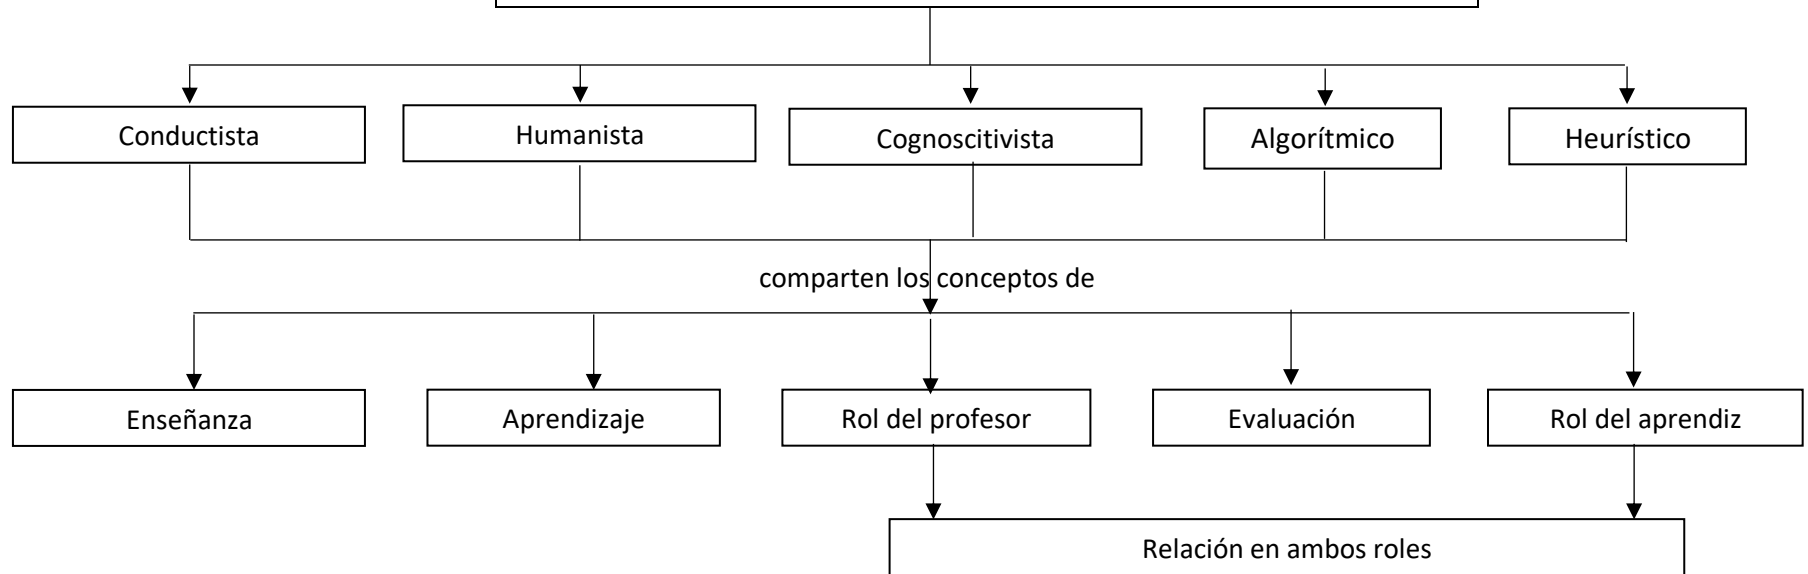 Conductista
Humanista
Cognoscitivista
Algorítmico
Heurístico
comparten los conceptos de
Enseñanza
Aprendizaje
Rol del profesor
Evaluación
Rol del aprendiz
Relación en ambos roles